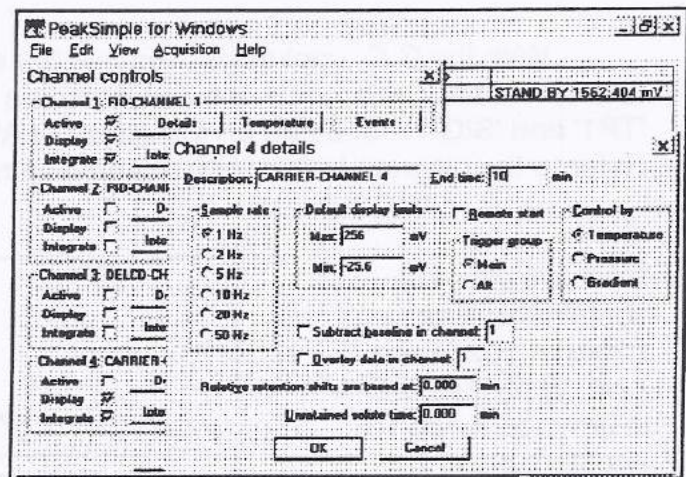 PeakSimple for Windows
File Edit View Acquisition Help
Channel controls
STAND BY 1562.404 mV
Channel 1: FID-CHANNEL 1
Active Details Temperature Events
Display
Integrate Inte
Channel 4 details
Description: CARRIER-CHANNEL 4 End time: 10 min
Channel 2: FID-CHANI
Active D
Display
Integrate Inte
Channel 3: DELCD-CH
Active D
Display
Integrate Inte
Channel 4: CARRIER-
Active D
Display
Integrate Inte
Sample rate
1 Hz
2 Hz
5 Hz
10 Hz
20 Hz
50 Hz
Default display limits
Max: 256 mV
Min: -25.6 mV
Remote start
Trigger group
Main
Alt
Control by
Temperature
Pressure
Gradient
Subtract baseline in channel: 1
Overlay data in channel: 1
Relative retention shifts are based at: 0.000 min
Unretained solute time: 0.000 min
OK Cancel